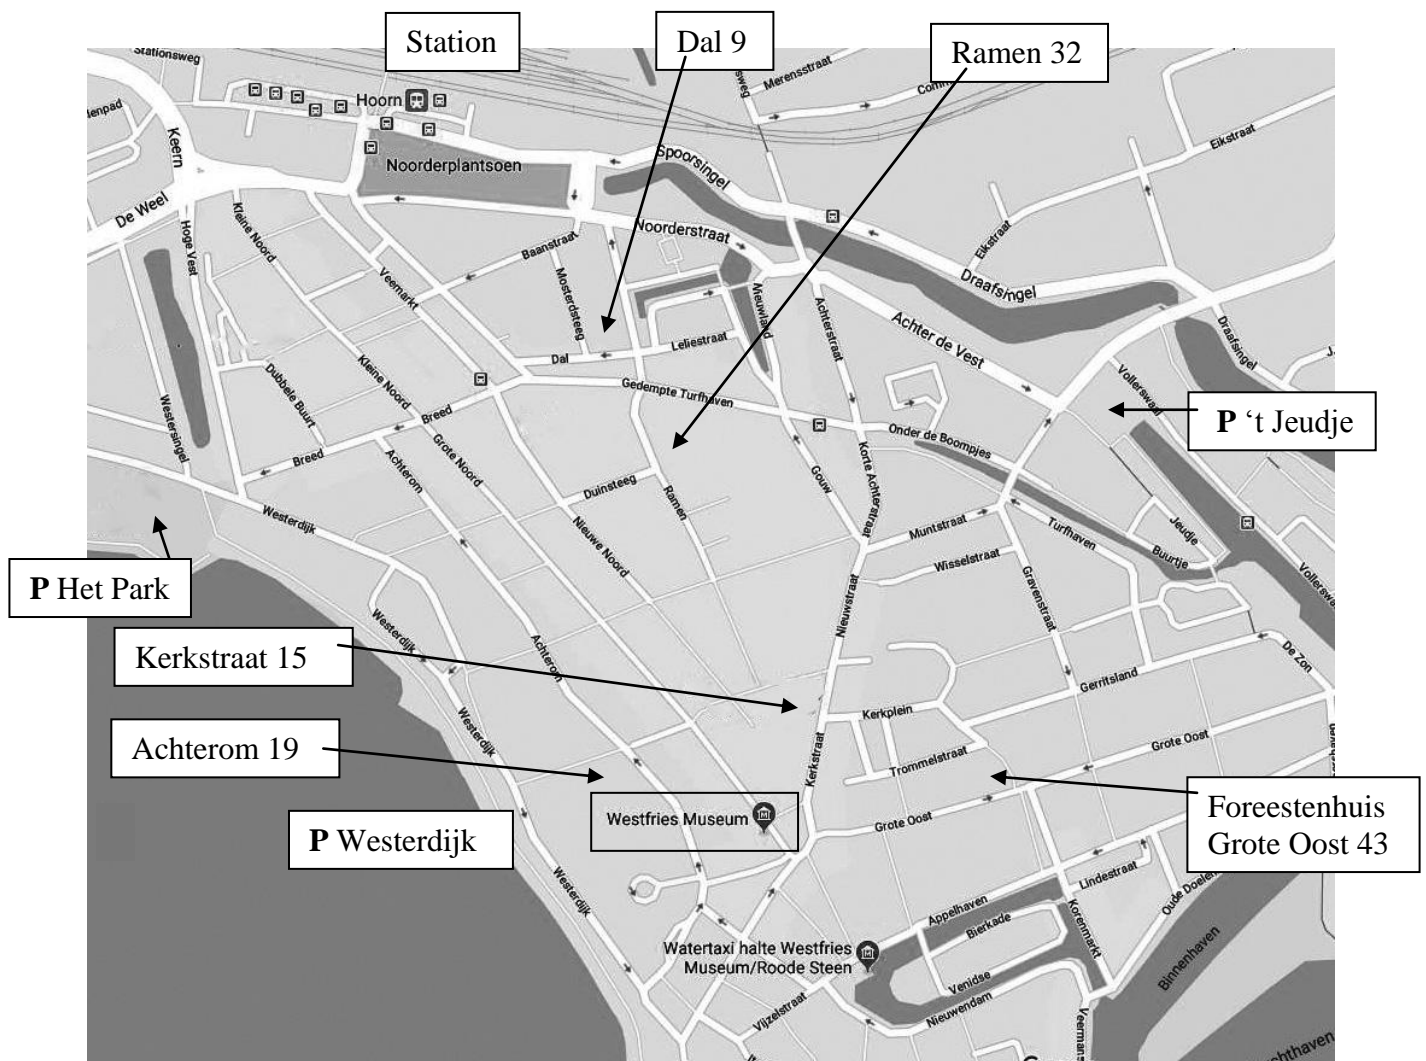 Station
Dal 9
Ramen 32
Stationsweg
Merensstraat
Hoorn
Keern
Eikstraat
Spoorsingel
Noorderplantsoen
De Weel
Hoge Vest
Kleine Noord
Noorderstraat
Baanstraat
Eikstraat
Veemarkt
Mosterdsteeg
Draafsingel
Nieuwland
Achterstraat
Achter de Vest
Draafsingel
Leliestraat
Dal
Vollerswaal
Kleine Noord
Dubbele Buurt
Gedempte Turfhaven
Westersingel
Breed
P ‘t Jeudje
Onder de Boompjes
Breed
Achterom
Grote Noord
Korte Achterstraat
Gouw
Duinsteeg
Ramen
Westerdijk
Muntstraat
Turfhaven
Jeudje
Buurtje
Nieuwe Noord
Wisselstraat
P Het Park
Gravenstraat
Nieuwstraat
Westerdijk
Kerkstraat 15
Achterom
De Zon
Gerritsland
Kerkplein
Westerdijk
Achterom 19
Kerkstraat
Trommelstraat
Grote Oost
Foreestenhuis
Grote Oost 43
Westfries Museum
Grote Oost
P Westerdijk
Westerdijk
Lindestraat
Appelhaven
Bierkade
Korenmarkt
Watertaxi halte Westfries
Museum/Roode Steen
Binnenhaven
Venidse
Vijzelstraat
Nieuwendam